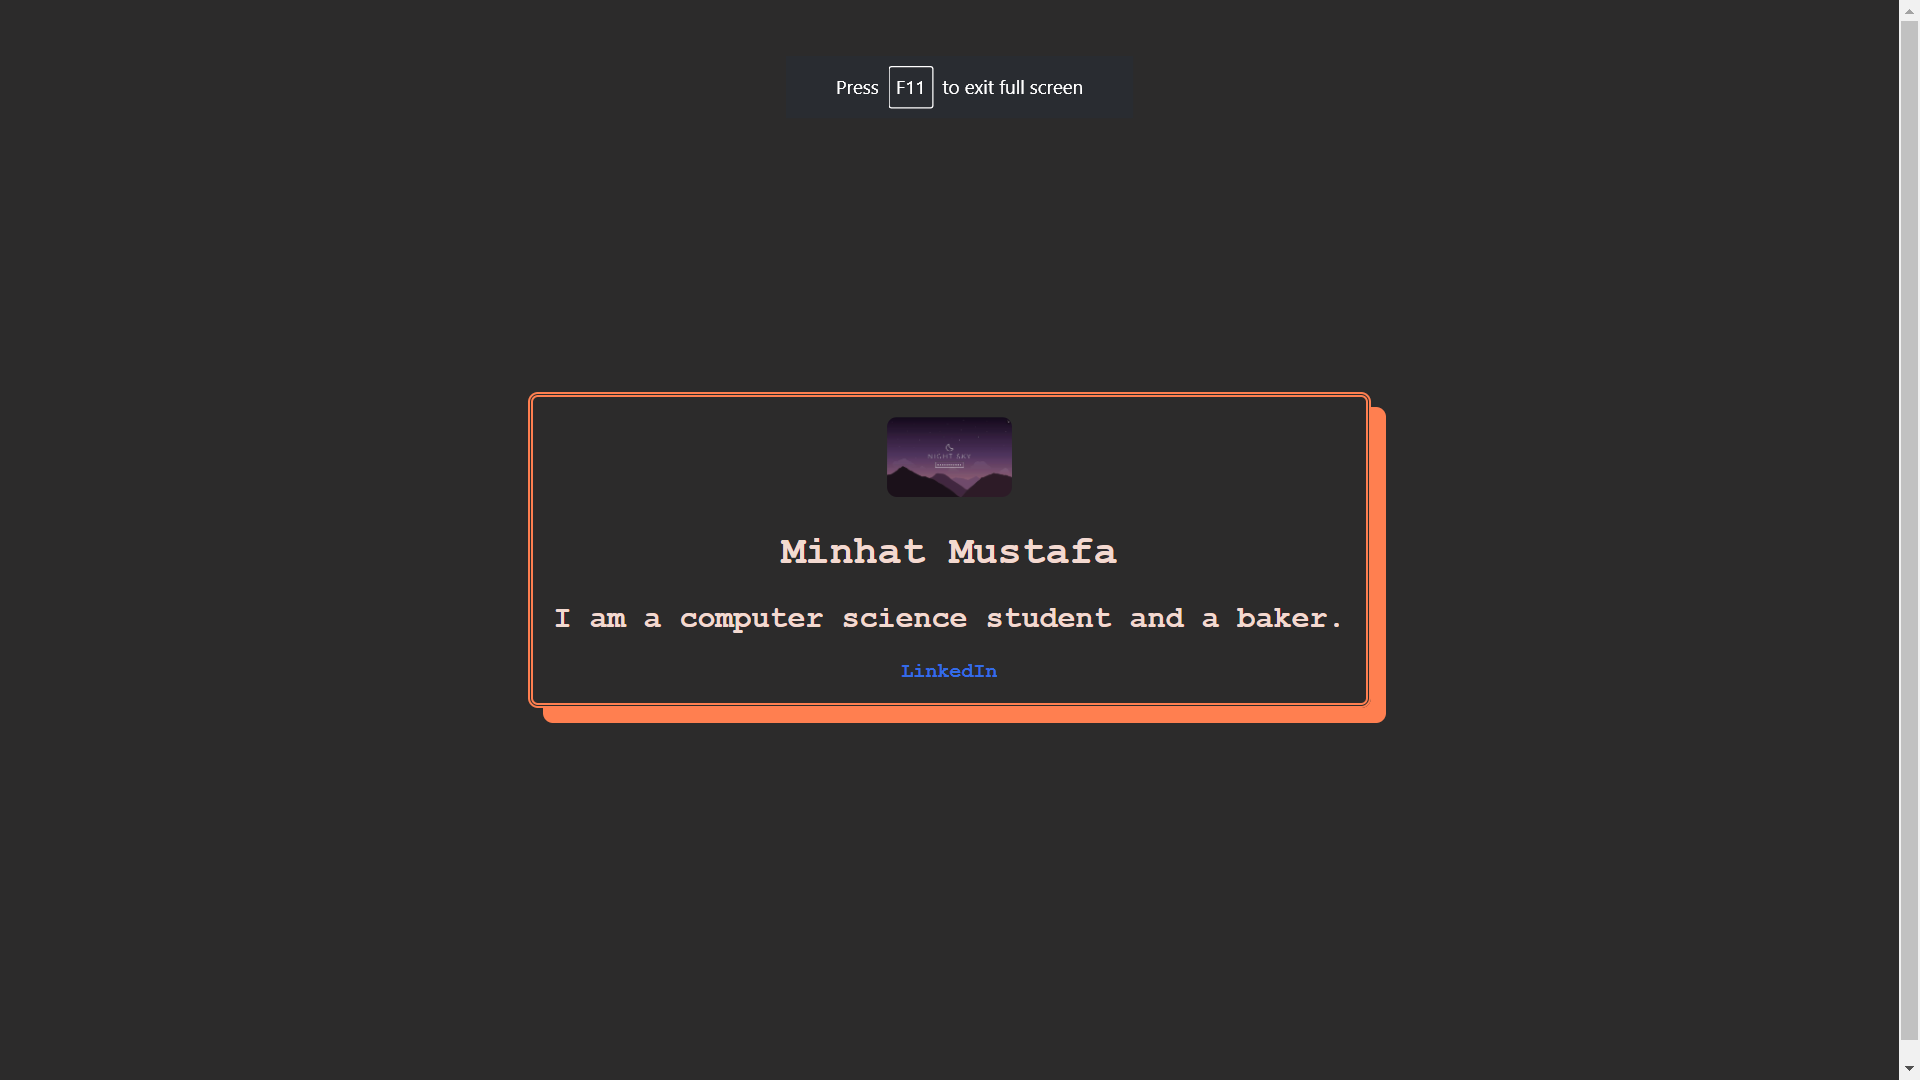 Press F11 to exit full screen
NIGHT SKY
Minhat Mustafa
I am a computer science student and a baker.
LinkedIn